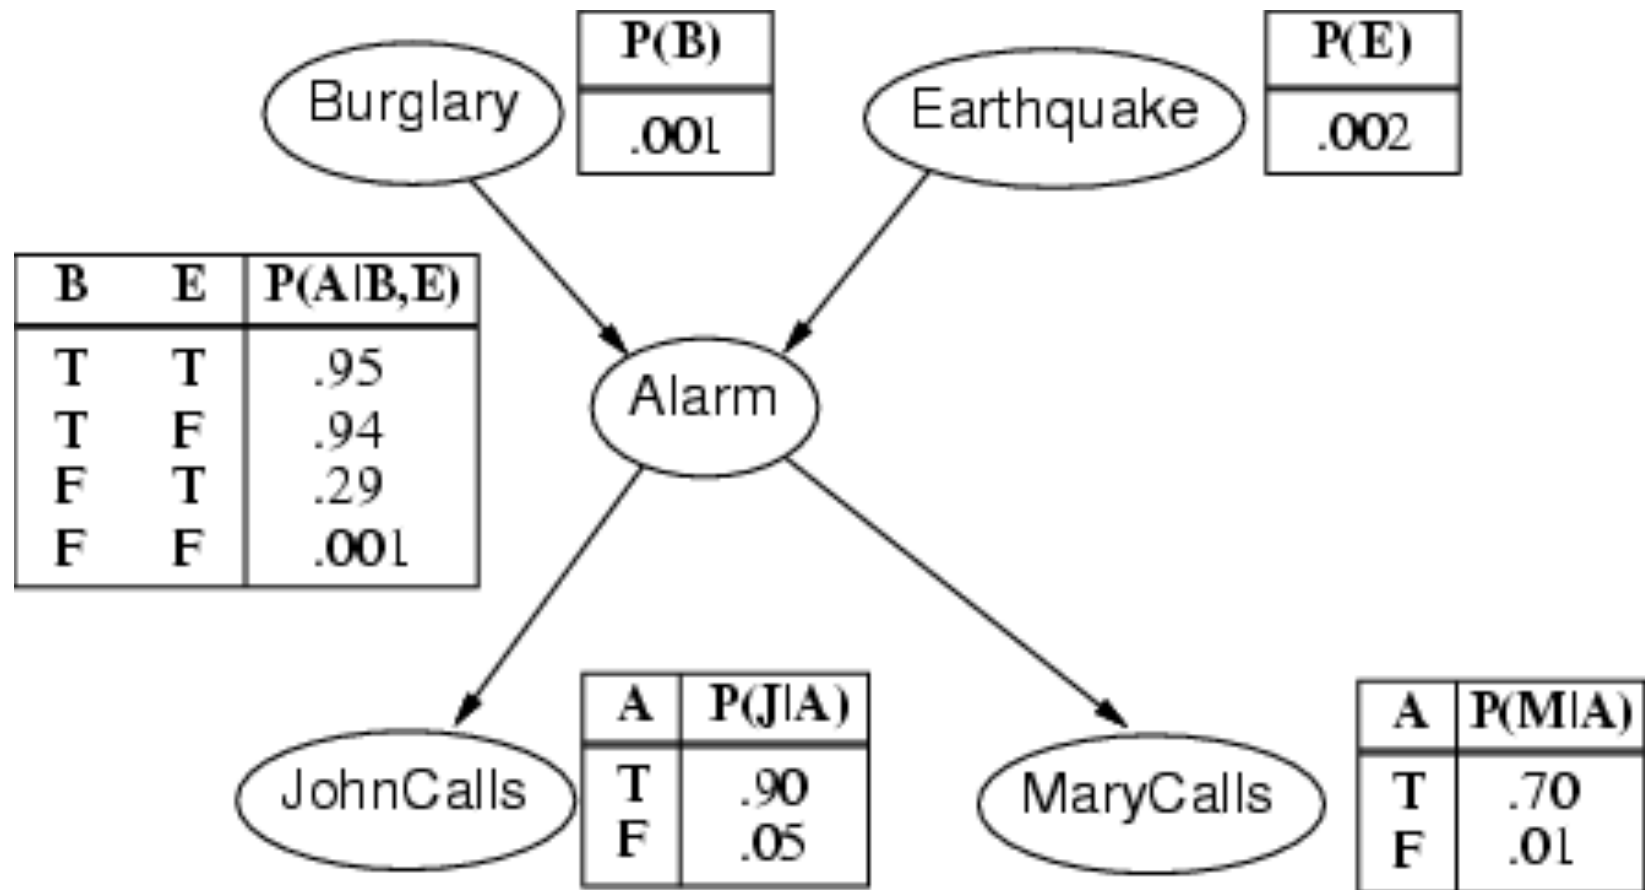 Burglary
P(B)
.001
Earthquake
P(E)
.002
B E P(A|B,E)
T T .95
T F .94
F T .29
F F .001
Alarm
JohnCalls
A P(J|A)
T .90
F .05
MaryCalls
A P(M|A)
T .70
F .01